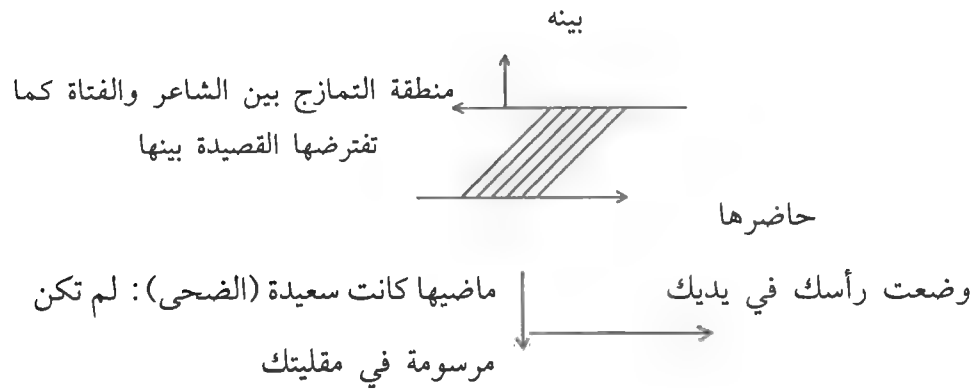 بينه
منطقة التمازج بين الشاعر والفتاة كما
تفترضها القصيدة بينها
حاضرها
وضعت رأسك في يديك
ماضيها كانت سعيدة (الضحى): لم تكن
مرسومة في مقليتك